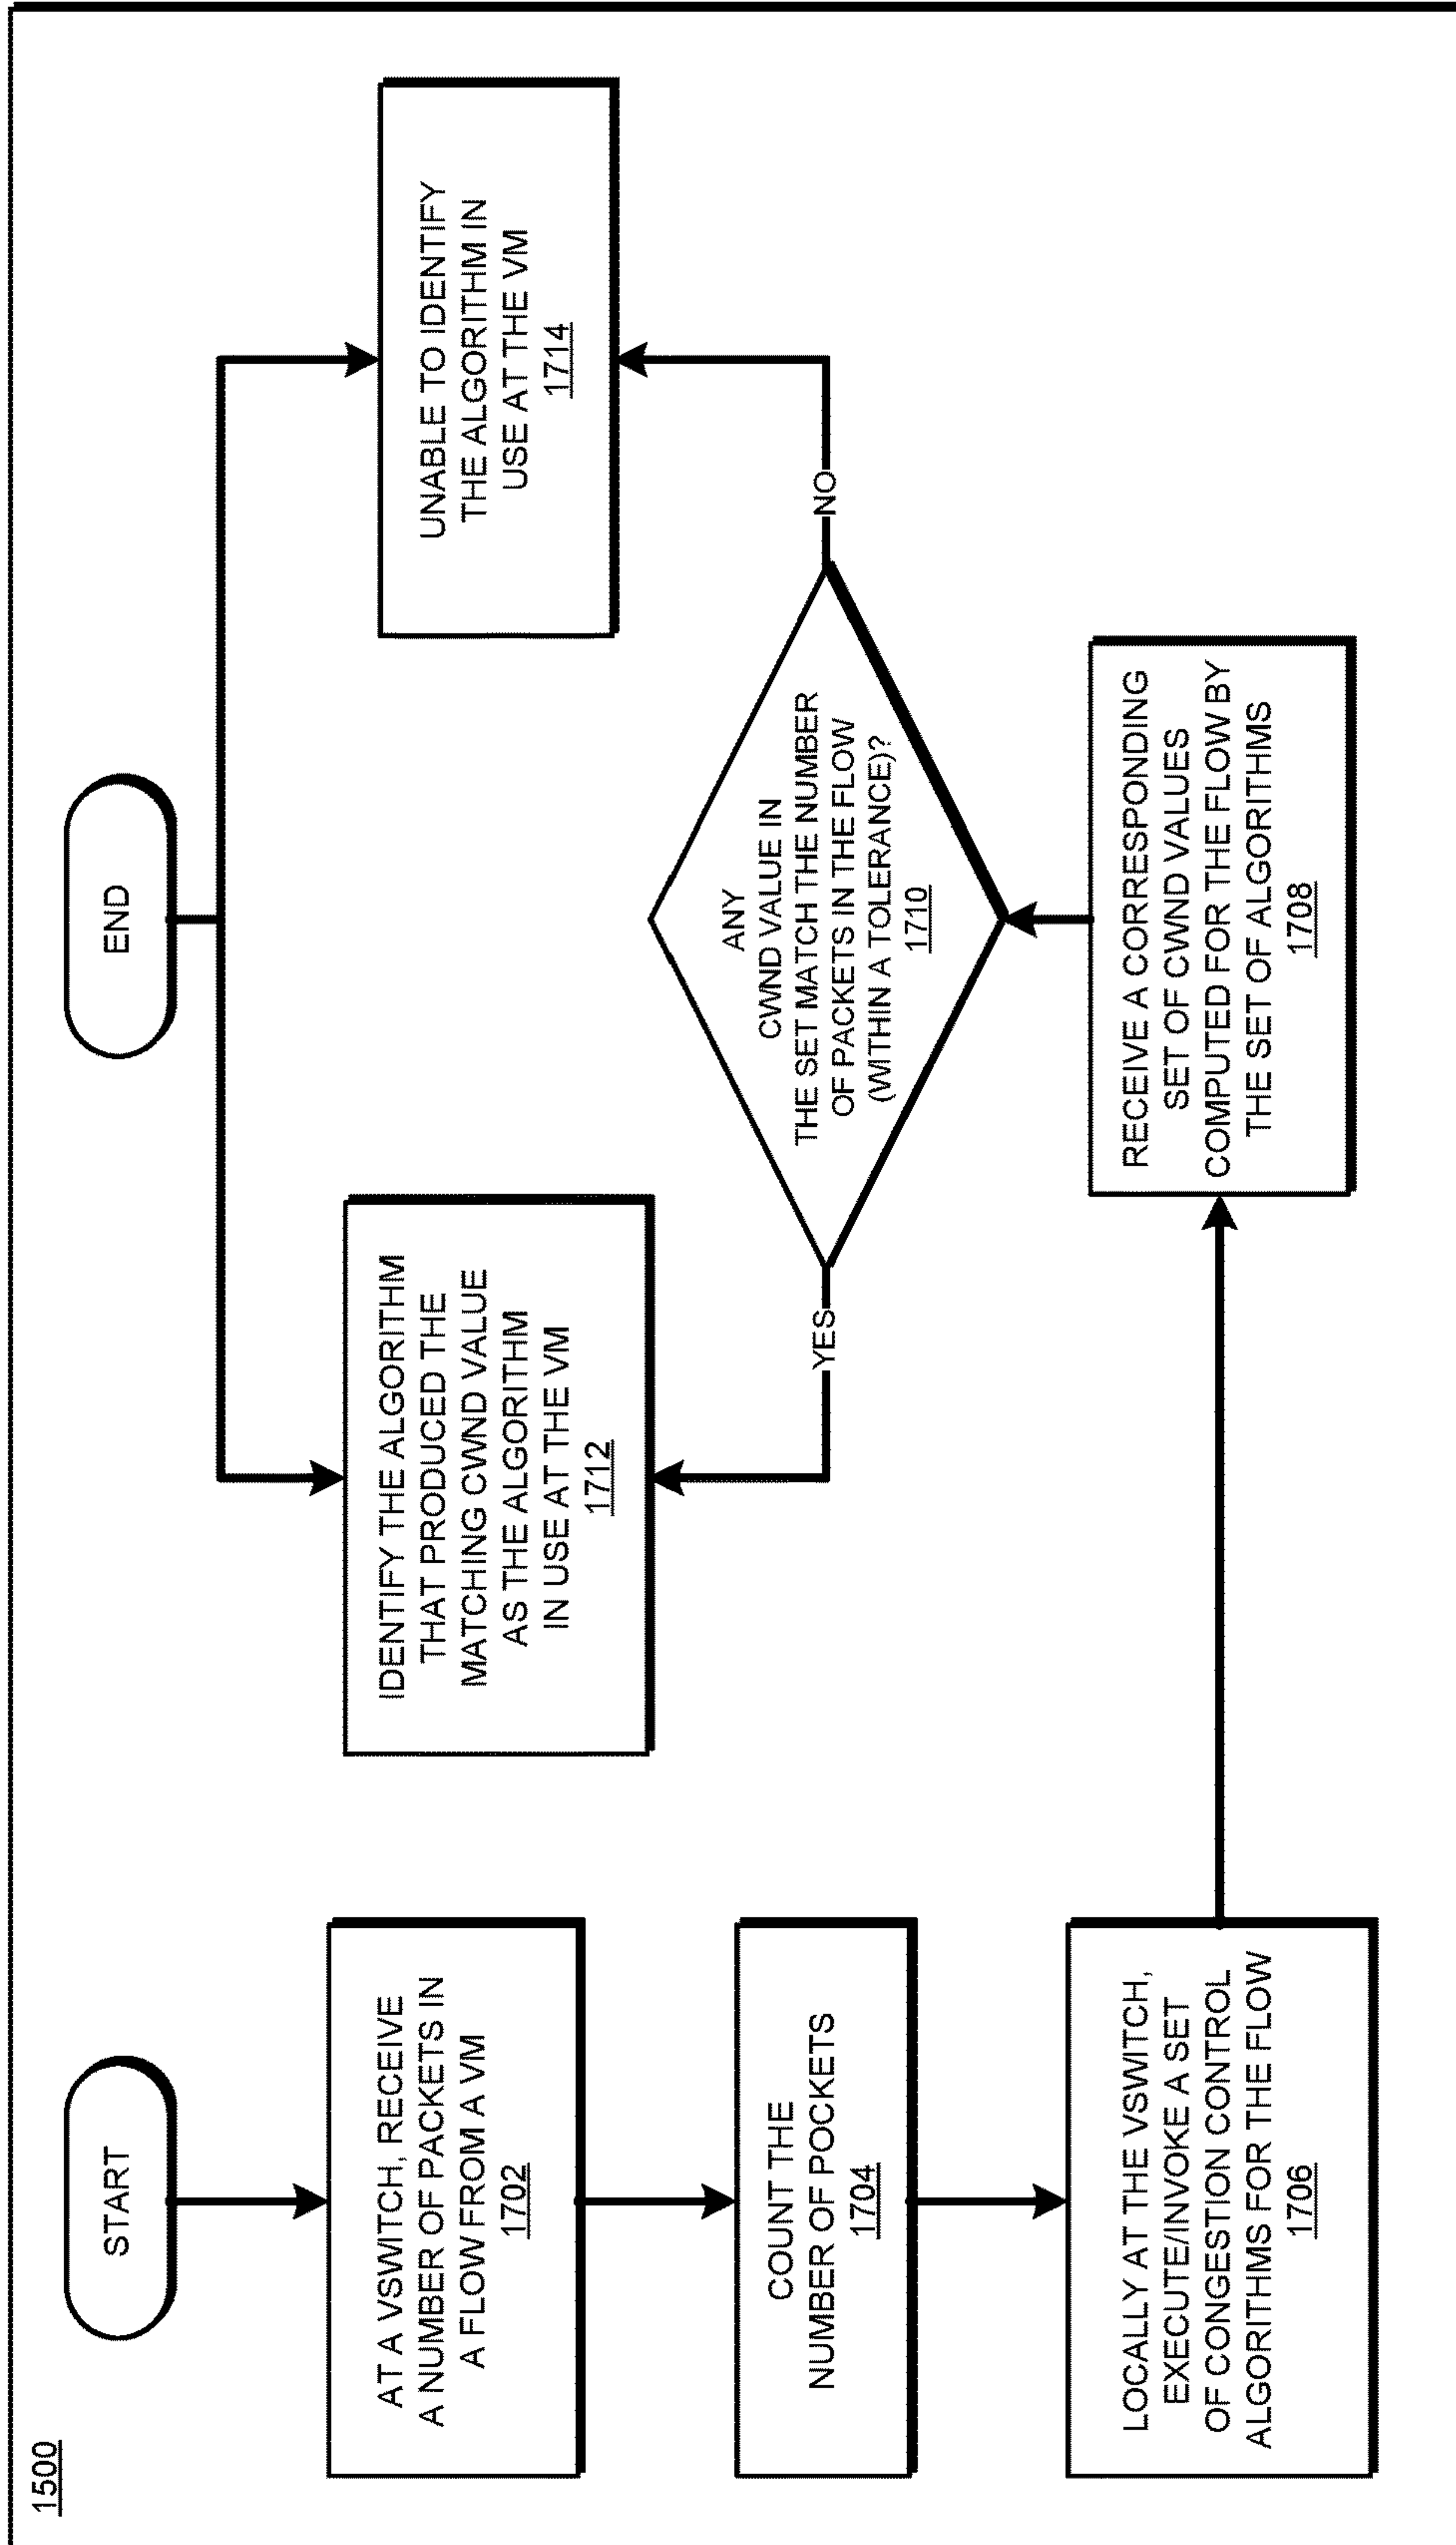 1500
START
AT A VSWITCH, RECEIVE
A NUMBER OF PACKETS IN
A FLOW FROM A VM
1702
COUNT THE
NUMBER OF POCKETS
1704
LOCALLY AT THE VSWITCH,
EXECUTE/INVOKE A SET
OF CONGESTION CONTROL
ALGORITHMS FOR THE FLOW
1706
RECEIVE A CORRESPONDING
SET OF CWND VALUES
COMPUTED FOR THE FLOW BY
THE SET OF ALGORITHMS
1708
ANY
CWND VALUE IN
THE SET MATCH THE NUMBER
OF PACKETS IN THE FLOW
(WITHIN A TOLERANCE)?
1710
YES
NO
IDENTIFY THE ALGORITHM
THAT PRODUCED THE
MATCHING CWND VALUE
AS THE ALGORITHM
IN USE AT THE VM
1712
UNABLE TO IDENTIFY
THE ALGORITHM IN
USE AT THE VM
1714
END